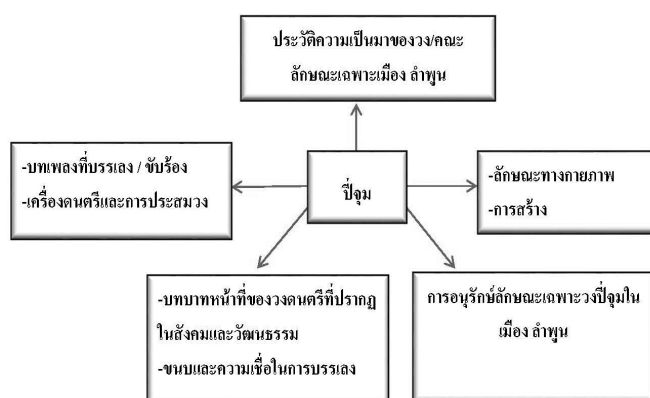 ประวัติความเป็นมาของวง/คณะ
ลักษณะเฉพาะเมือง ลำพูน
-บทเพลงที่บรรเลง / ขับร้อง
-เครื่องดนตรีและการประสมวง
ปี่จุม
-ลักษณะทางกายภาพ
-การสร้าง
-บทบาทหน้าที่ของวงดนตรีที่ปรากฏ
ในสังคมและวัฒนธรรม
-ขนบและความเชื่อในการบรรเลง
การอนุรักษ์ลักษณะเฉพาะวงปี่จุมใน
เมือง ลำพูน